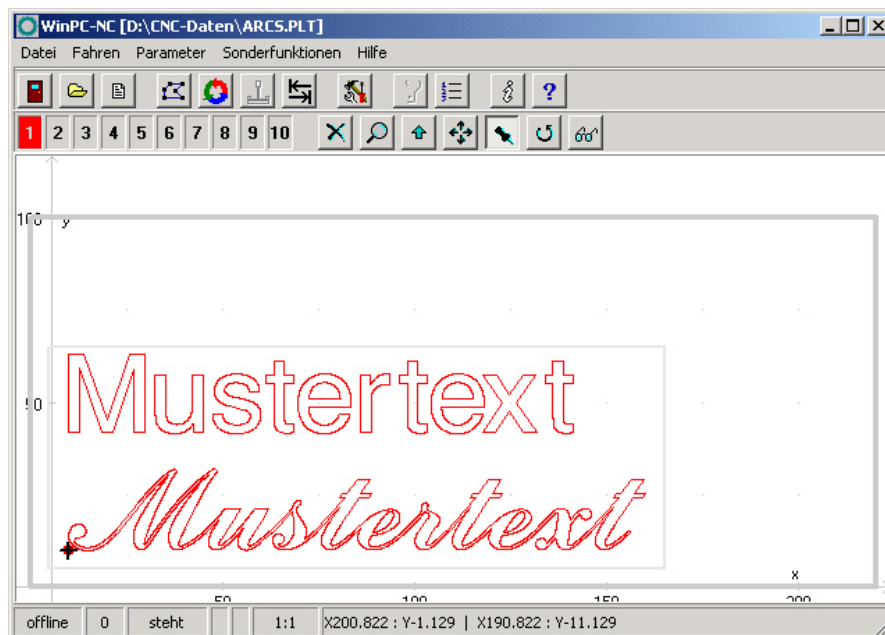 WinPC-NC [D:\CNC-Daten\ARCS.PLT]
Datei Fahren Parameter Sonderfunktionen Hilfe
1 2 3 4 5 6 7 8 9 10
100 y
50
Mustertext
Mustertext
x
50 100 150 200
offline 0 steht 1:1 X200.822 : Y-1.129 | X190.822 : Y-11.129